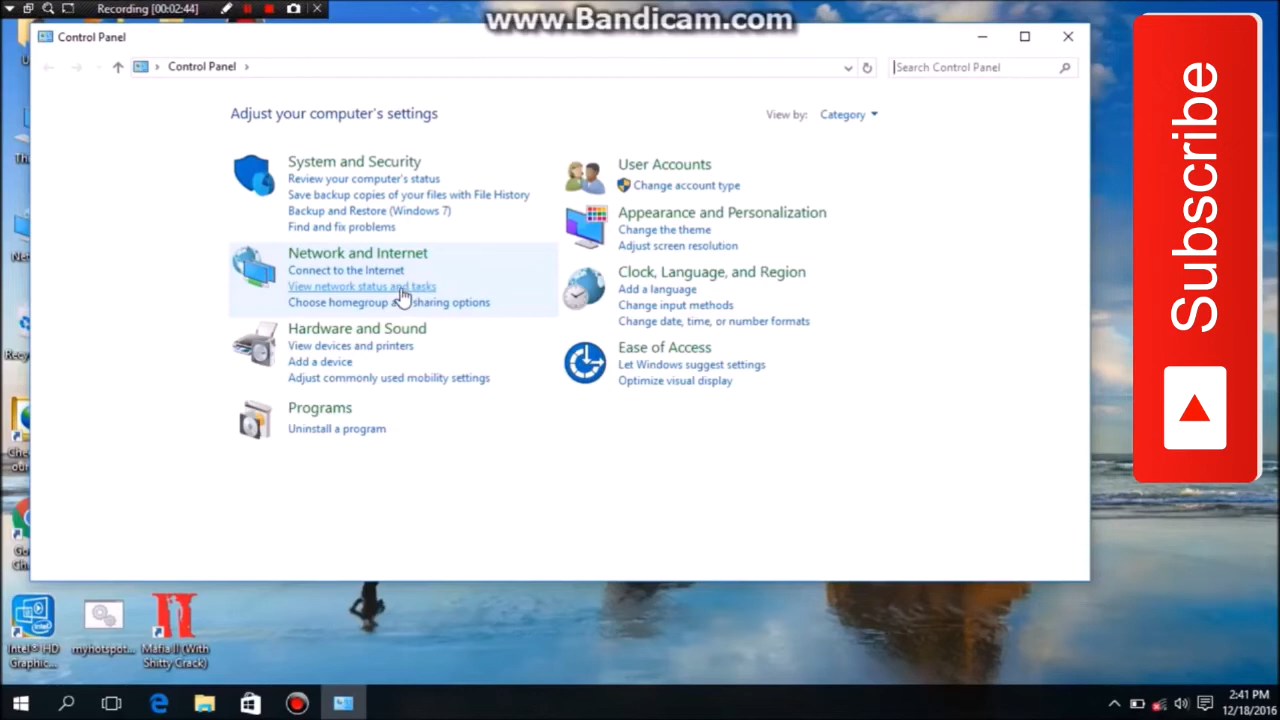 Recording [00:02:44]
www.Bandicam.com
Control Panel
Control Panel
Search Control Panel
Adjust your computer's settings
View by: Category
System and Security
Review your computer's status
Save backup copies of your files with File History
Backup and Restore (Windows 7)
Find and fix problems
Network and Internet
Connect to the Internet
View network status and tasks
Choose homegroup and sharing options
Hardware and Sound
View devices and printers
Add a device
Adjust commonly used mobility settings
Programs
Uninstall a program
User Accounts
Change account type
Appearance and Personalization
Change the theme
Adjust screen resolution
Clock, Language, and Region
Add a language
Change input methods
Change date, time, or number formats
Ease of Access
Let Windows suggest settings
Optimize visual display
Subscribe
Intel® HD
Graphic...
myhotspot...
Mafia II (With
Shitty Crack)
2:41 PM
12/18/2016